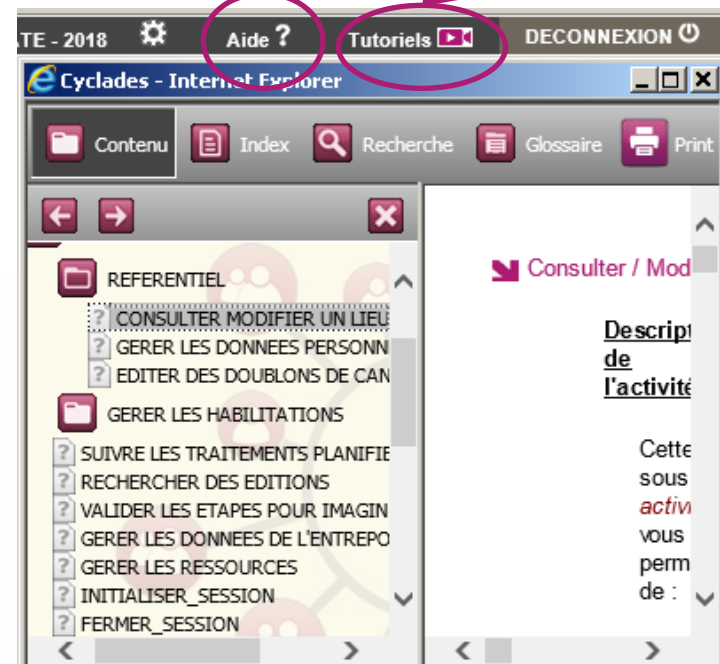 TE - 2018 Aide ? Tutoriels DECONNEXION
Cyclades - Internet Explorer
Contenu Index Recherche Glossaire Print
REFERENTIEL
CONSULTER MODIFIER UN LIEU
GERER LES DONNEES PERSONN
EDITER DES DOUBLONS DE CAN
GERER LES HABILITATIONS
SUIVRE LES TRAITEMENTS PLANIFIE
RECHERCHER DES EDITIONS
VALIDER LES ETAPES POUR IMAGIN
GERER LES DONNEES DE L'ENTREPO
GERER LES RESSOURCES
INITIALISER_SESSION
FERMER_SESSION
Consulter / Mod
Descript
de
l'activité
Cette
sous
activi
vous
perm
de :